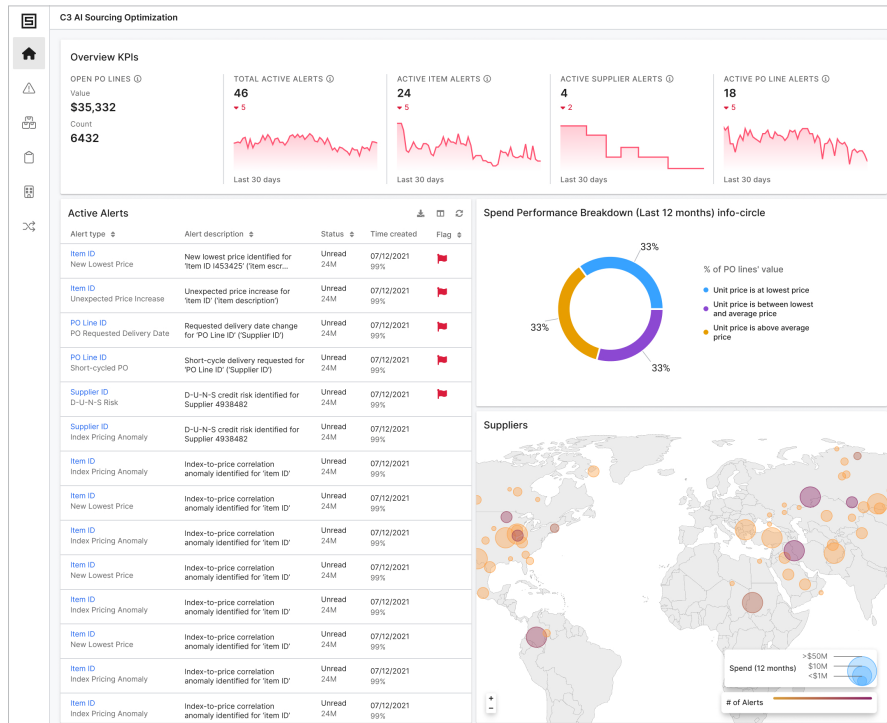 C3 AI Sourcing Optimization
Overview KPIs
OPEN PO LINES
Value
$35,332
Count
6432
TOTAL ACTIVE ALERTS
46
5
Last 30 days
ACTIVE ITEM ALERTS
24
5
Last 30 days
ACTIVE SUPPLIER ALERTS
4
2
Last 30 days
ACTIVE PO LINE ALERTS
18
5
Last 30 days
Active Alerts
Alert type Alert description Status Time created Flag
Item ID New lowest price identified for Unread 07/12/2021
New Lowest Price 'item ID I453425' ('item escr... 24M 99%
Item ID Unexpected price increase for Unread 07/12/2021
Unexpected Price Increase 'item ID' ('item description') 24M 99%
PO Line ID Requested delivery date change Unread 07/12/2021
PO Requested Delivery Date for 'PO Line ID' ('Supplier ID') 24M 99%
PO Line ID Short-cycle delivery requested for Unread 07/12/2021
Short-cycled PO 'PO Line ID' ('Supplier ID') 24M 99%
Supplier ID D-U-N-S credit risk identified for Unread 07/12/2021
D-U-N-S Risk Supplier 4938482 24M 99%
Supplier ID D-U-N-S credit risk identified for Unread 07/12/2021
Index Pricing Anomaly Supplier 4938482 24M 99%
Item ID Index-to-price correlation Unread 07/12/2021
Index Pricing Anomaly anomaly identified for 'item ID' 24M 99%
Item ID Index-to-price correlation Unread 07/12/2021
New Lowest Price anomaly identified for 'item ID' 24M 99%
Item ID Index-to-price correlation Unread 07/12/2021
Index Pricing Anomaly anomaly identified for 'item ID' 24M 99%
Item ID Index-to-price correlation Unread 07/12/2021
New Lowest Price anomaly identified for 'item ID' 24M 99%
Item ID Index-to-price correlation Unread 07/12/2021
Index Pricing Anomaly anomaly identified for 'item ID' 24M 99%
Item ID Index-to-price correlation Unread 07/12/2021
New Lowest Price anomaly identified for 'item ID' 24M 99%
Item ID Index-to-price correlation Unread 07/12/2021
Index Pricing Anomaly anomaly identified for 'item ID' 24M 99%
Item ID Index-to-price correlation Unread 07/12/2021
Index Pricing Anomaly anomaly identified for 'item ID' 24M 99%
Spend Performance Breakdown (Last 12 months) info-circle
33%
33%
33%
% of PO lines' value
Unit price is at lowest price
Unit price is between lowest
and average price
Unit price is above average
price
Suppliers
+
−
Spend (12 months)
>$50M
$10M
<$1M
# of Alerts